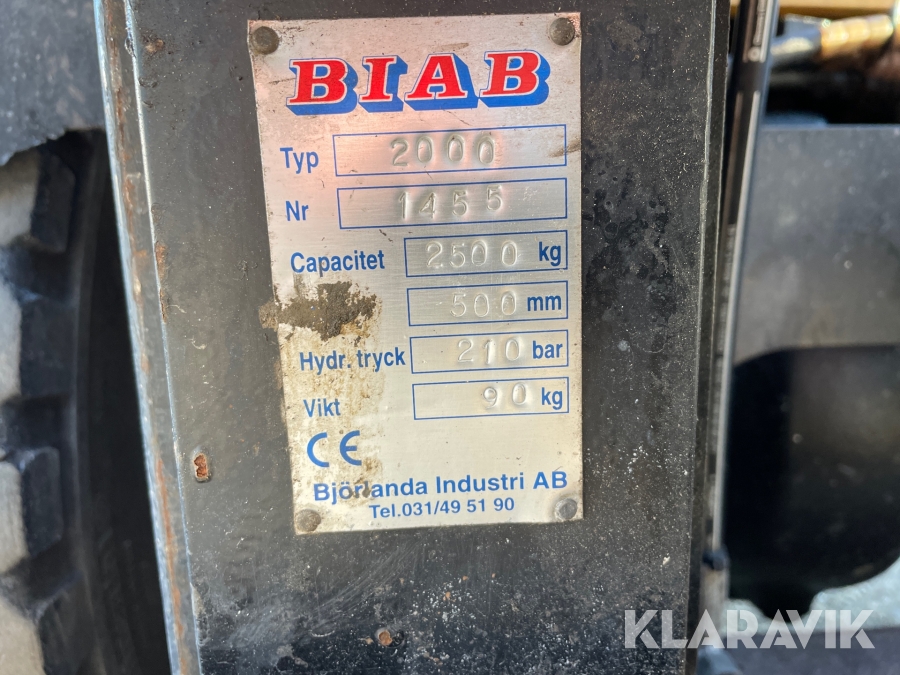 BIAB
Typ 2000
Nr 1455
Capacitet 2500 kg
500 mm
Hydr. tryck 210 bar
Vikt 90 kg
CE
Björlanda Industri AB
Tel.031/49 51 90
KLARAVIK